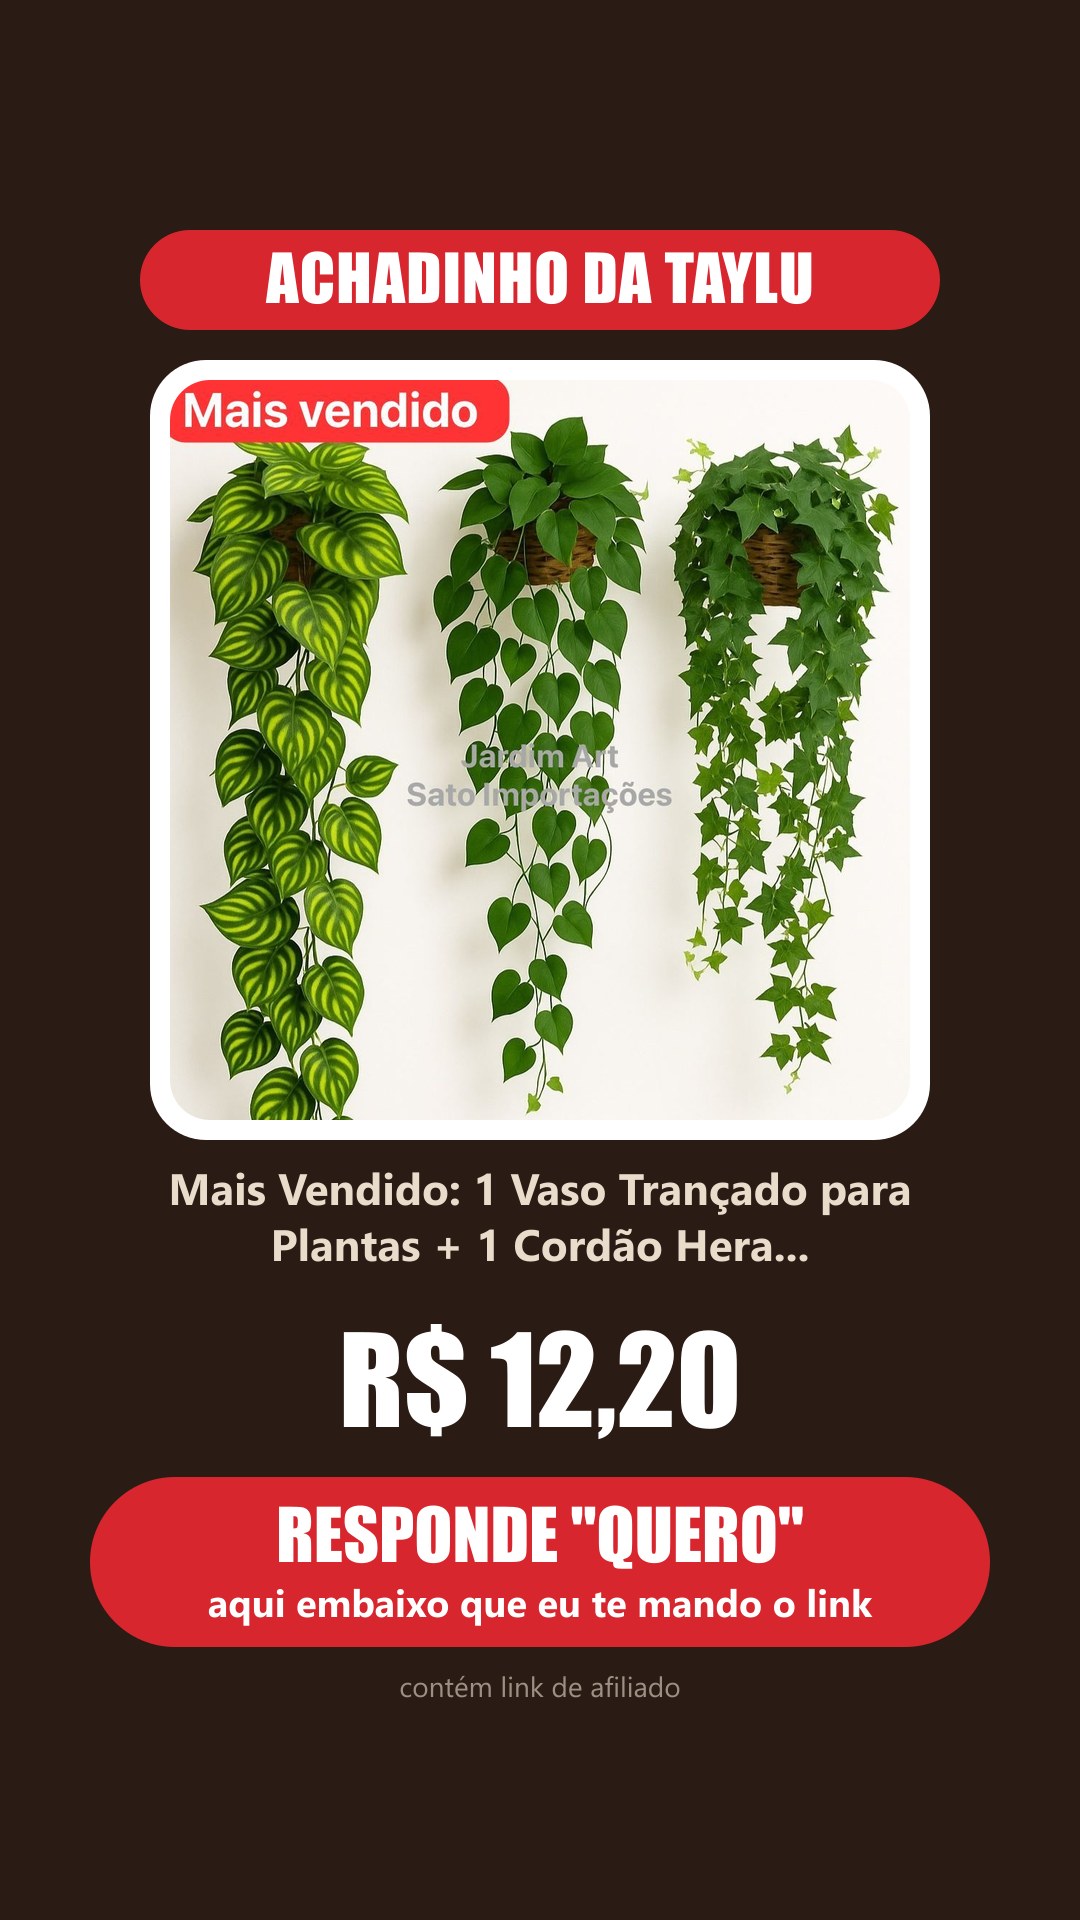 ACHADINHO DA TAYLU
Mais vendido
Jardim Art
Sato Importações
Mais Vendido: 1 Vaso Trançado para
Plantas + 1 Cordão Hera...
R$ 12,20
RESPONDE "QUERO"
aqui embaixo que eu te mando o link
contém link de afiliado